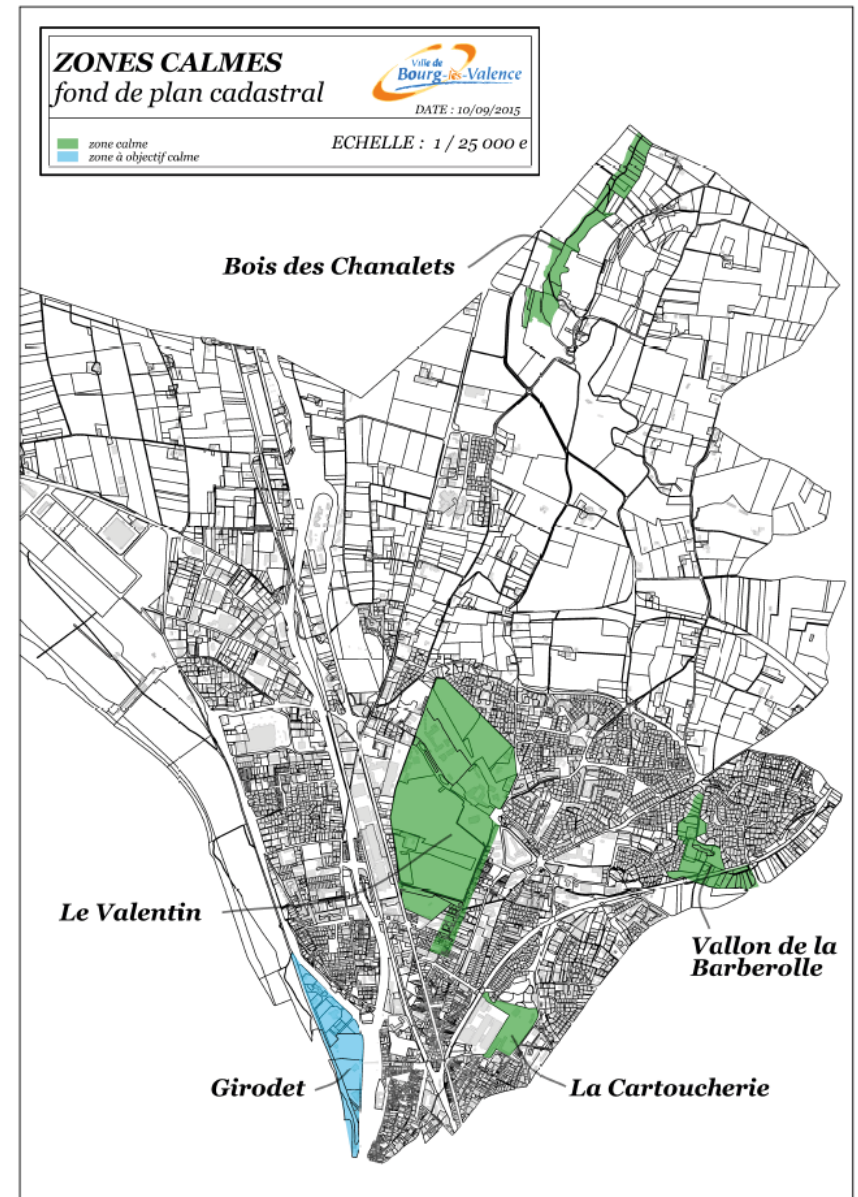 ZONES CALMES
fond de plan cadastral
Ville de
Bourg-lès-Valence
DATE : 10/09/2015
zone calme
zone à objectif calme
ECHELLE : 1 / 25 000 e
Bois des Chanalets
Le Valentin
Vallon de la
Barberolle
Girodet
La Cartoucherie